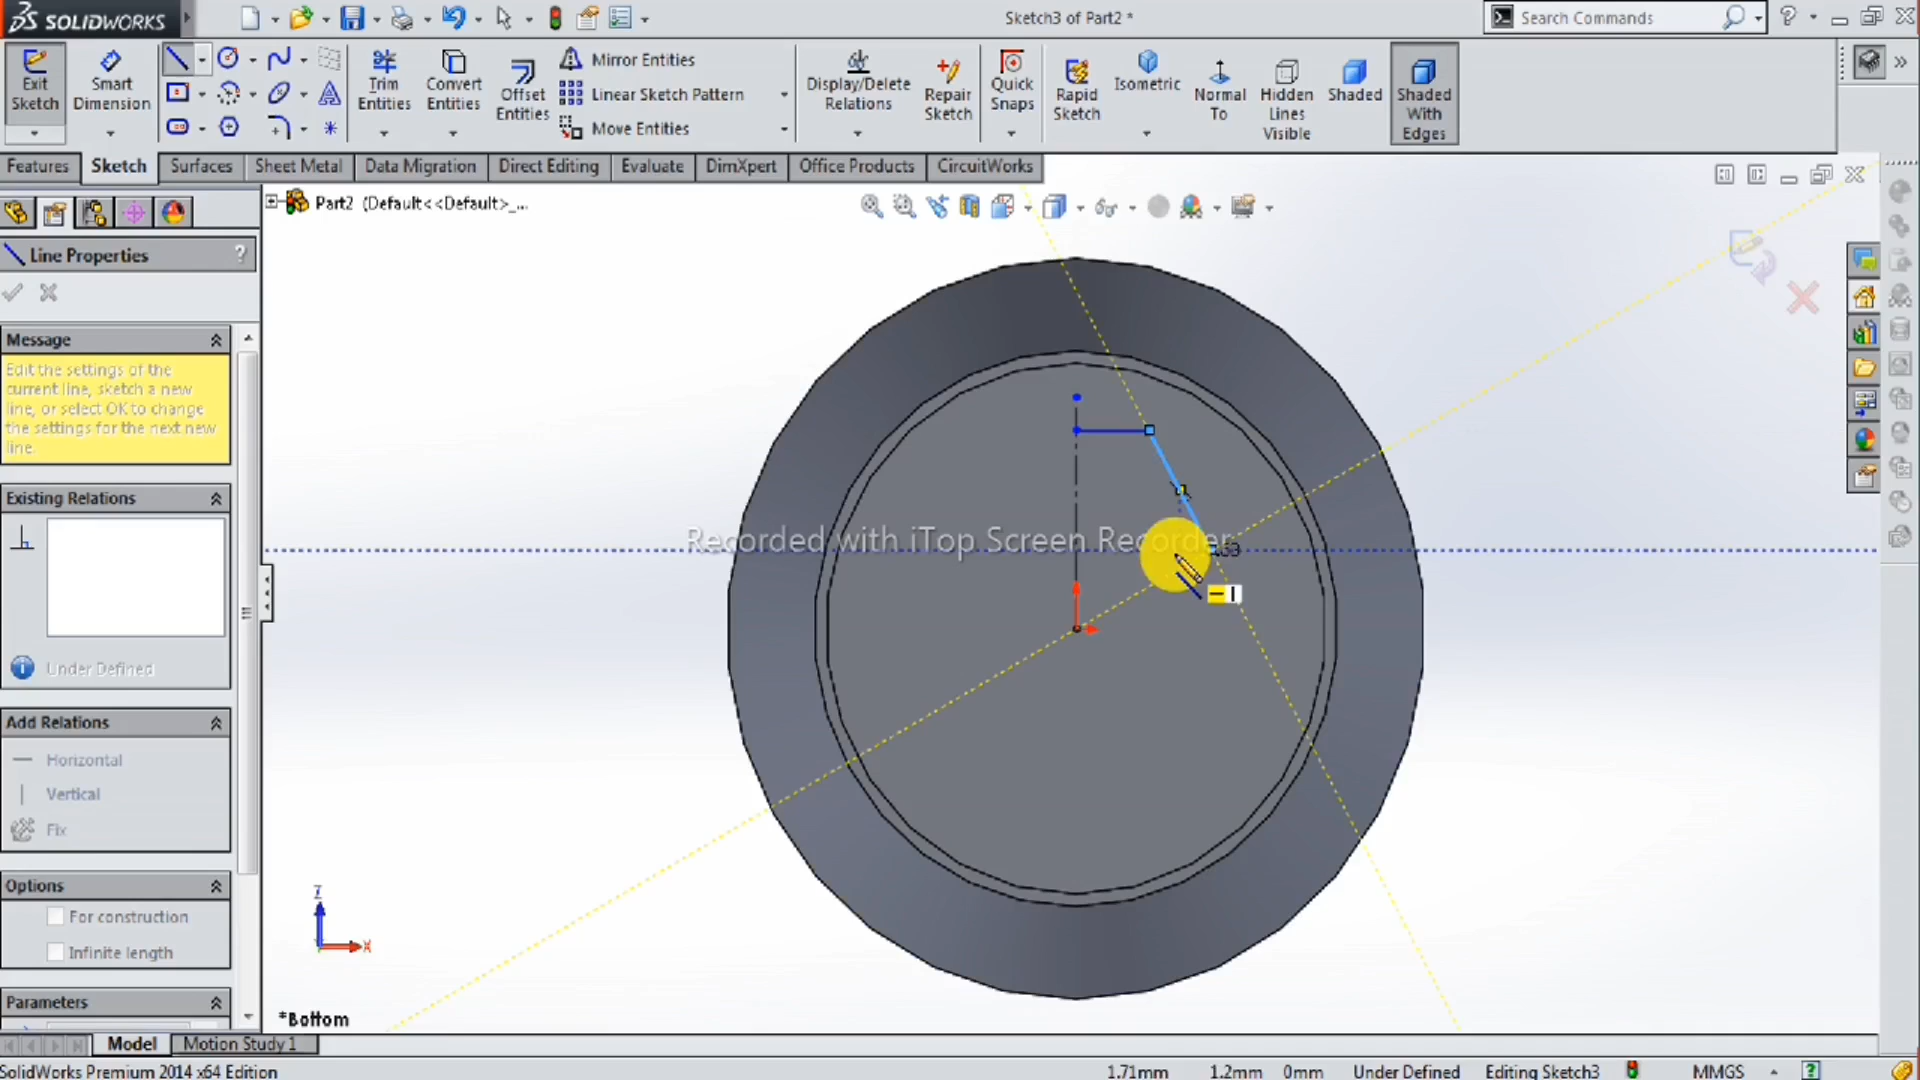 SOLIDWORKS
Sketch3 of Part2 *
Search Commands
Exit Sketch
Smart Dimension
Trim Entities
Convert Entities
Offset Entities
Mirror Entities
Linear Sketch Pattern
Move Entities
Display/Delete Relations
Repair Sketch
Quick Snaps
Rapid Sketch
Isometric
Normal To
Hidden Lines Visible
Shaded
Shaded With Edges
Features
Sketch
Surfaces
Sheet Metal
Data Migration
Direct Editing
Evaluate
DimXpert
Office Products
CircuitWorks
Part2 (Default<<Default>_...
Line Properties
?
Message
Edit the settings of the
current line, sketch a new
line, or select OK to change
the settings for the next new
line.
Existing Relations
Under Defined
Add Relations
Horizontal
Vertical
Fix
Options
For construction
Infinite length
Parameters
Recorded with iTop Screen Recorder
Z
X
*Bottom
Model
Motion Study 1
SolidWorks Premium 2014 x64 Edition
1.71mm
1.2mm
0mm
Under Defined
Editing Sketch3
MMGS